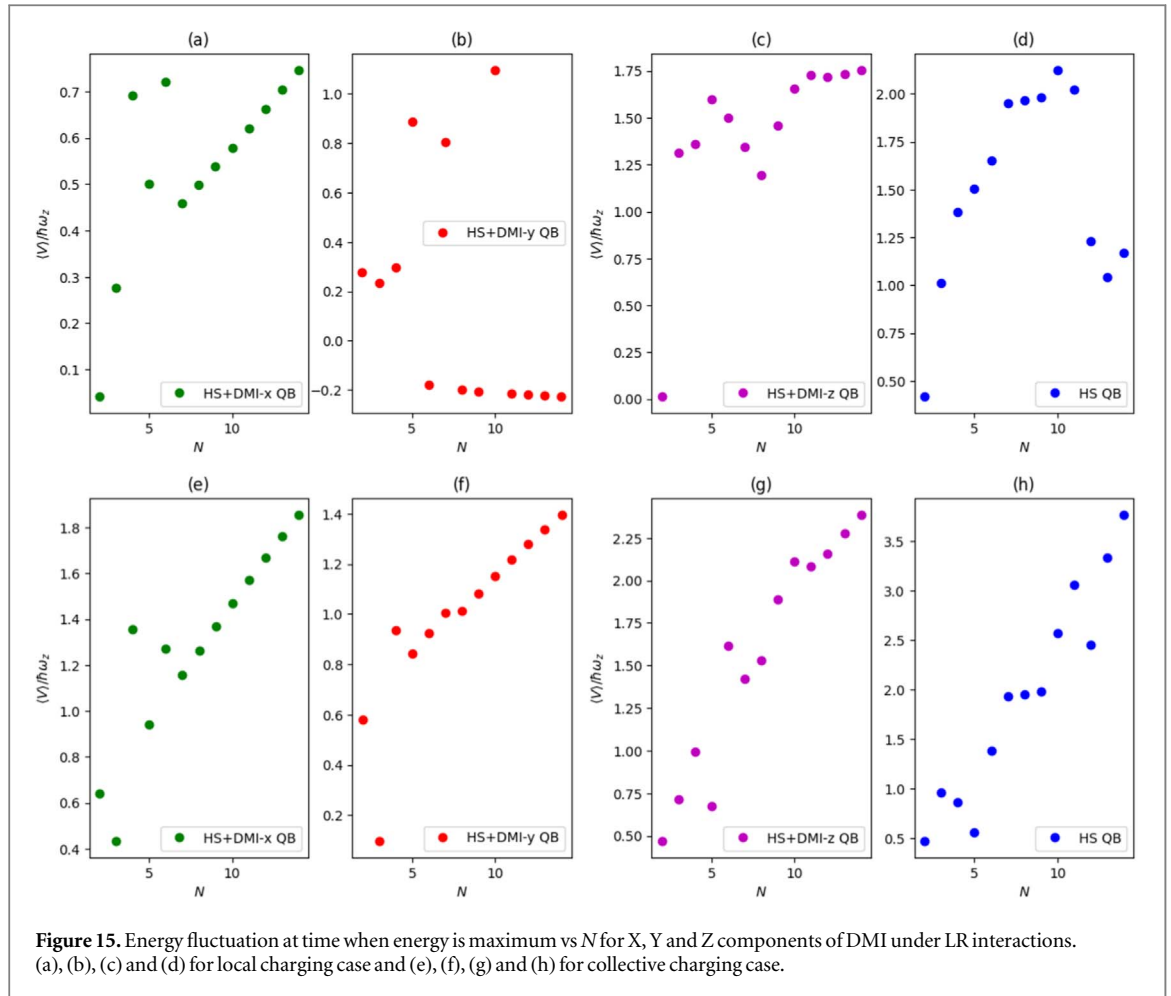 (a)
(b)
(c)
(d)
⟨V⟩/ħω_z
0.7
0.6
0.5
0.4
0.3
0.2
0.1
1.0
0.8
0.6
0.4
0.2
0.0
−0.2
⟨V⟩/ħω_z
1.75
1.50
1.25
1.00
0.75
0.50
0.25
0.00
2.00
1.75
1.50
1.25
1.00
0.75
0.50
HS+DMI-x QB
HS+DMI-y QB
HS+DMI-z QB
HS QB
5 10
5 10
5 10
5 10
N
N
N
N
(e)
(f)
(g)
(h)
⟨V⟩/ħω_z
1.8
1.6
1.4
1.2
1.0
0.8
0.6
0.4
1.4
1.2
1.0
0.8
0.6
0.4
0.2
⟨V⟩/ħω_z
2.25
2.00
1.75
1.50
1.25
1.00
0.75
0.50
3.5
3.0
2.5
2.0
1.5
1.0
0.5
HS+DMI-x QB
HS+DMI-y QB
HS+DMI-z QB
HS QB
5 10
5 10
5 10
5 10
N
N
N
N
Figure 15. Energy fluctuation at time when energy is maximum vs N for X, Y and Z components of DMI under LR interactions.
(a), (b), (c) and (d) for local charging case and (e), (f), (g) and (h) for collective charging case.